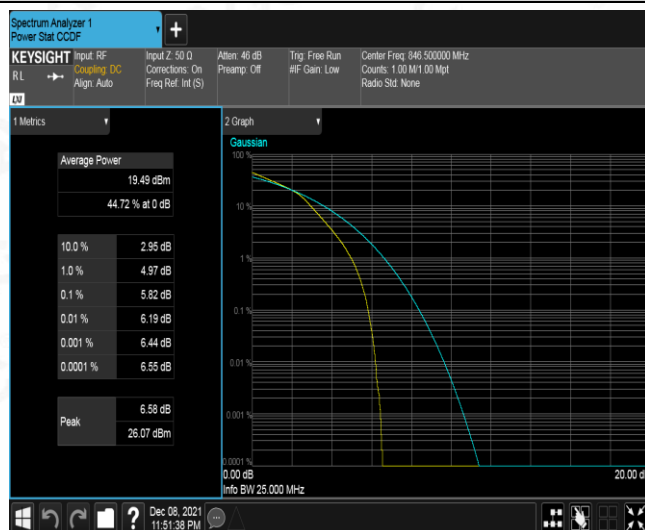 Spectrum Analyzer 1
Power Stat CCDF
+
KEYSIGHT Input: RF Input Z: 50 Ω Atten: 46 dB Trig: Free Run Center Freq: 846.500000 MHz
RL Coupling: DC Corrections: On Preamp: Off #IF Gain: Low Counts: 1.00 M/1.00 Mpt
Align: Auto Freq Ref: Int (S) Radio Std: None
LXI
1 Metrics
Average Power
19.49 dBm
44.72 % at 0 dB
10.0 % 2.95 dB
1.0 % 4.97 dB
0.1 % 5.82 dB
0.01 % 6.19 dB
0.001 % 6.44 dB
0.0001 % 6.55 dB
Peak 6.58 dB
26.07 dBm
2 Graph
Gaussian
100 %
10 %
1 %
0.1 %
0.01 %
0.001 %
0.0001 %
0.00 dB 20.00 d
Info BW 25.000 MHz
? Dec 08, 2021
11:51:38 PM